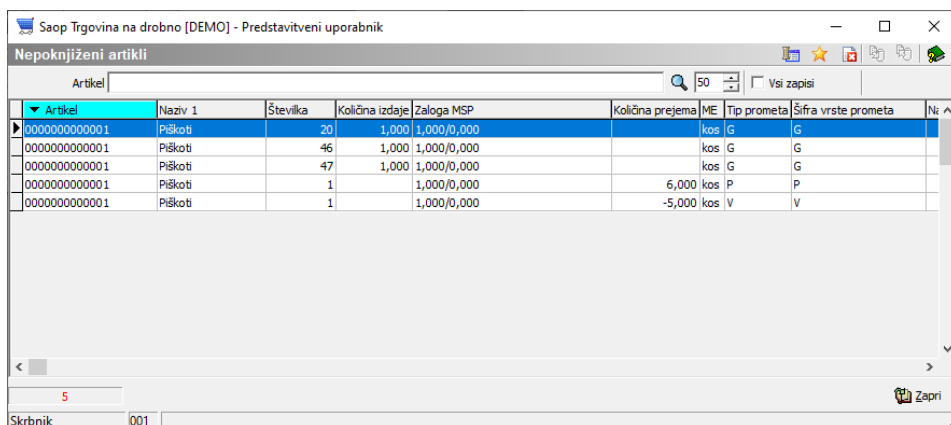 Saop Trgovina na drobno [DEMO] - Predstavitveni uporabnik
Nepoknjiženi artikli
Artikel 50 Vsi zapisi
Artikel Naziv 1 Številka Količina izdaje Zaloga MSP Količina prejema ME Tip prometa Šifra vrste prometa Na
0000000000001 Piškoti 20 1,000 1,000/0,000 kos G G
0000000000001 Piškoti 46 1,000 1,000/0,000 kos G G
0000000000001 Piškoti 47 1,000 1,000/0,000 kos G G
0000000000001 Piškoti 1 1,000/0,000 6,000 kos P P
0000000000001 Piškoti 1 1,000/0,000 -5,000 kos V V
5 Zapri
Skrbnik 001